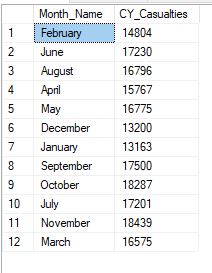 Month_Name CY_Casualties
1 February 14804
2 June 17230
3 August 16796
4 April 15767
5 May 16775
6 December 13200
7 January 13163
8 September 17500
9 October 18287
10 July 17201
11 November 18439
12 March 16575